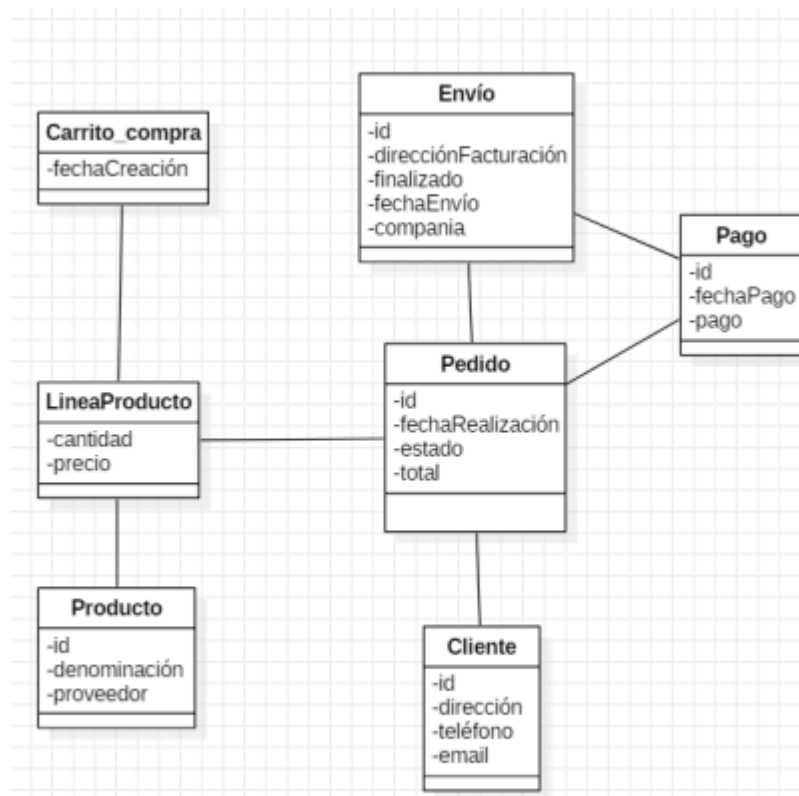 Envío
-id
-direcciónFacturación
-finalizado
-fechaEnvío
-compania
Carrito_compra
-fechaCreación
Pago
-id
-fechaPago
-pago
Pedido
-id
-fechaRealización
-estado
-total
LineaProducto
-cantidad
-precio
Producto
-id
-denominación
-proveedor
Cliente
-id
-dirección
-teléfono
-email